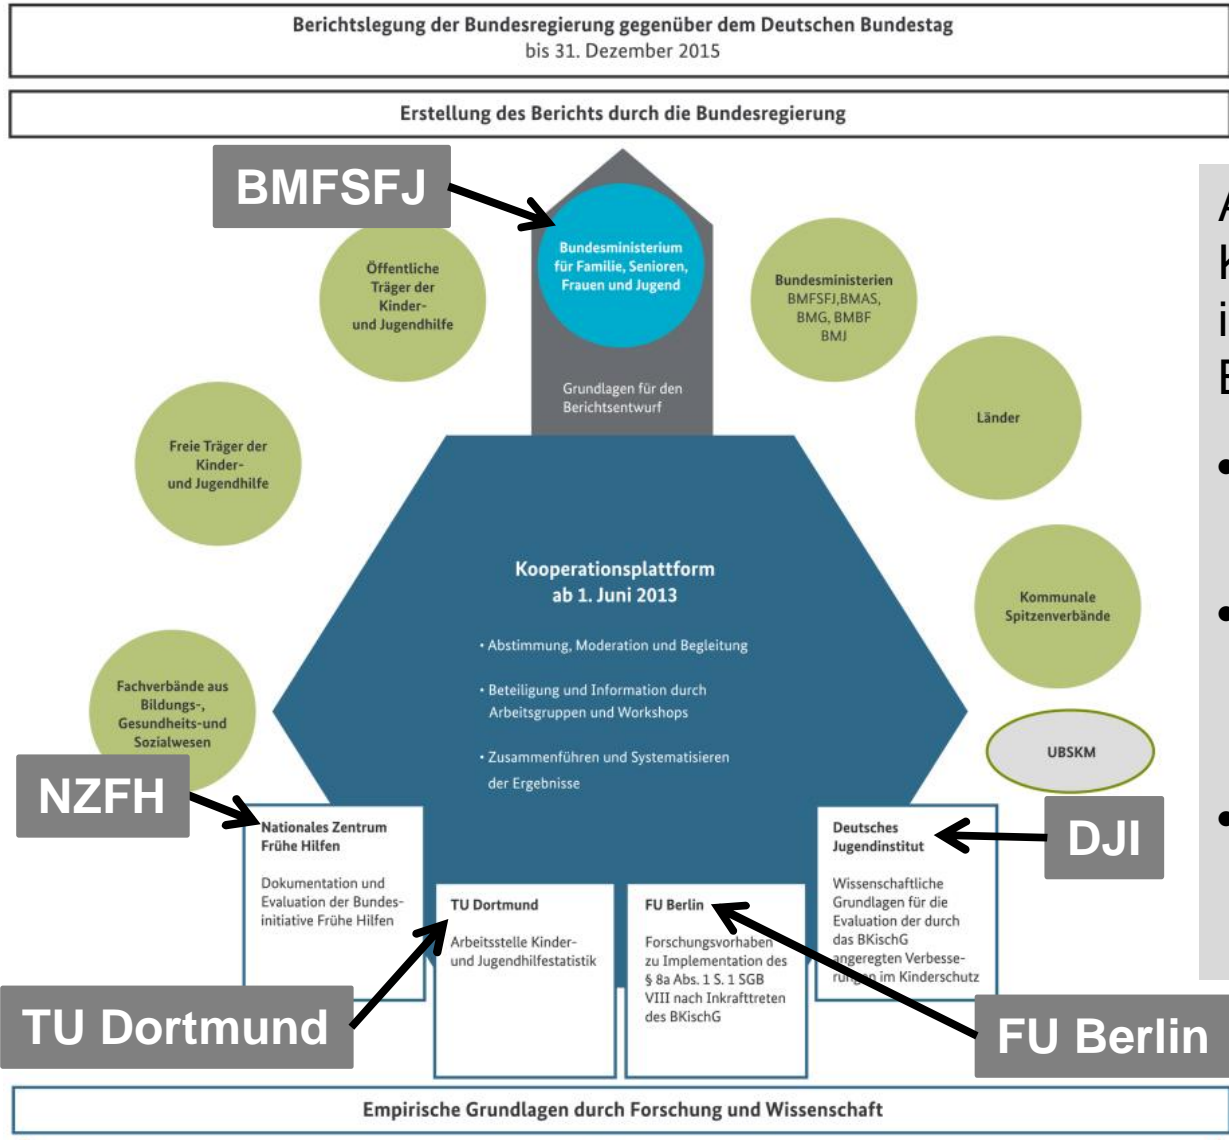 Berichtslegung der Bundesregierung gegenüber dem Deutschen Bundestag
bis 31. Dezember 2015
Erstellung des Berichts durch die Bundesregierung
BMFSFJ
Bundesministerium
für Familie, Senioren,
Frauen und Jugend
Grundlagen für den
Berichtsentwurf
Öffentliche
Träger der
Kinder-
und Jugendhilfe
Bundesministerien
BMFSFJ,BMAS,
BMG, BMBF
BMJ
Freie Träger der
Kinder-
und Jugendhilfe
Länder
Kooperationsplattform
ab 1. Juni 2013
• Abstimmung, Moderation und Begleitung
• Beteiligung und Information durch
Arbeitsgruppen und Workshops
• Zusammenführen und Systematisieren
der Ergebnisse
Kommunale
Spitzenverbände
Fachverbände aus
Bildungs-,
Gesundheits-und
Sozialwesen
UBSKM
NZFH
DJI
Nationales Zentrum
Frühe Hilfen
Dokumentation und
Evaluation der Bundes-
initiative Frühe Hilfen
TU Dortmund
Arbeitsstelle Kinder-
und Jugendhilfestatistik
FU Berlin
Forschungsvorhaben
zu Implementation des
§ 8a Abs. 1 S. 1 SGB
VIII nach Inkrafttreten
des BKischG
Deutsches
Jugendinstitut
Wissenschaftliche
Grundlagen für die
Evaluation der durch
das BKischG
angeregten Verbesse-
rungen im Kinderschutz
TU Dortmund
FU Berlin
Empirische Grundlagen durch Forschung und Wissenschaft